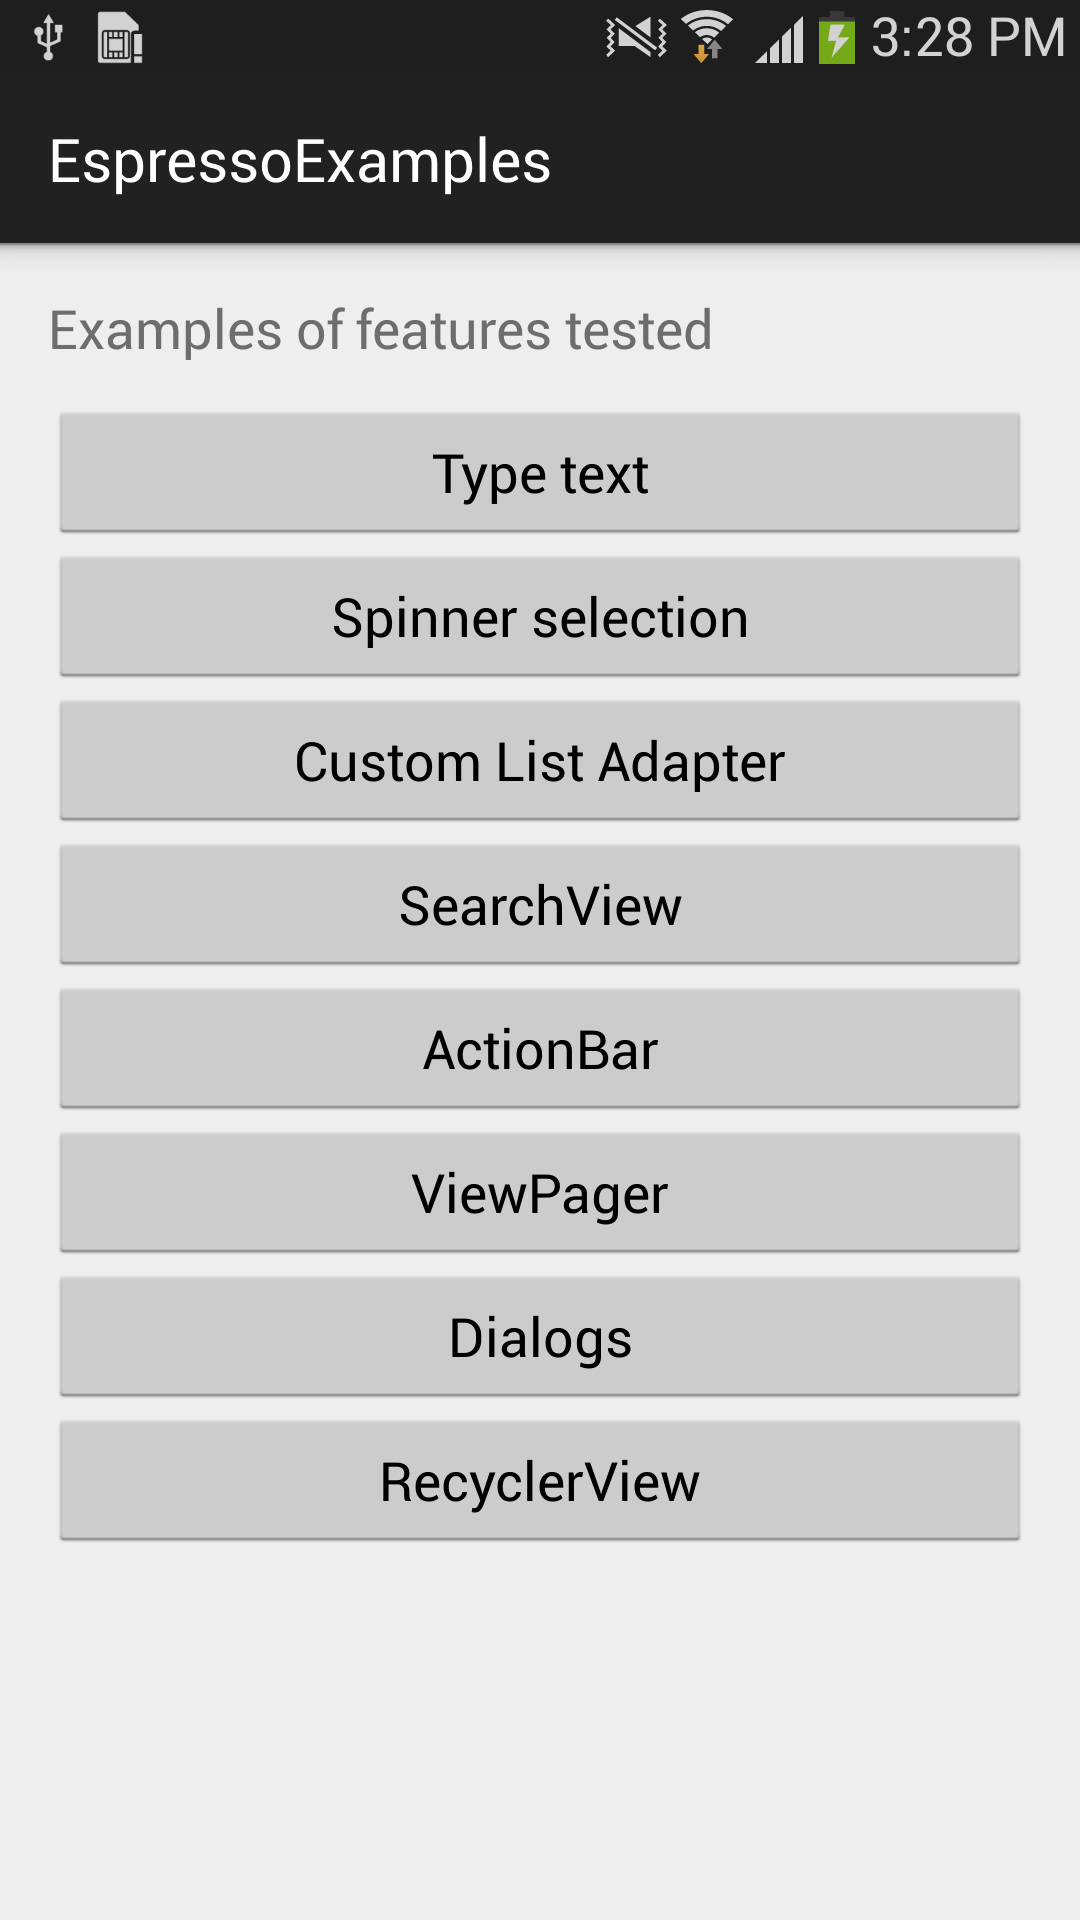 3:28 PM
EspressoExamples
Examples of features tested
Type text
Spinner selection
Custom List Adapter
SearchView
ActionBar
ViewPager
Dialogs
RecyclerView